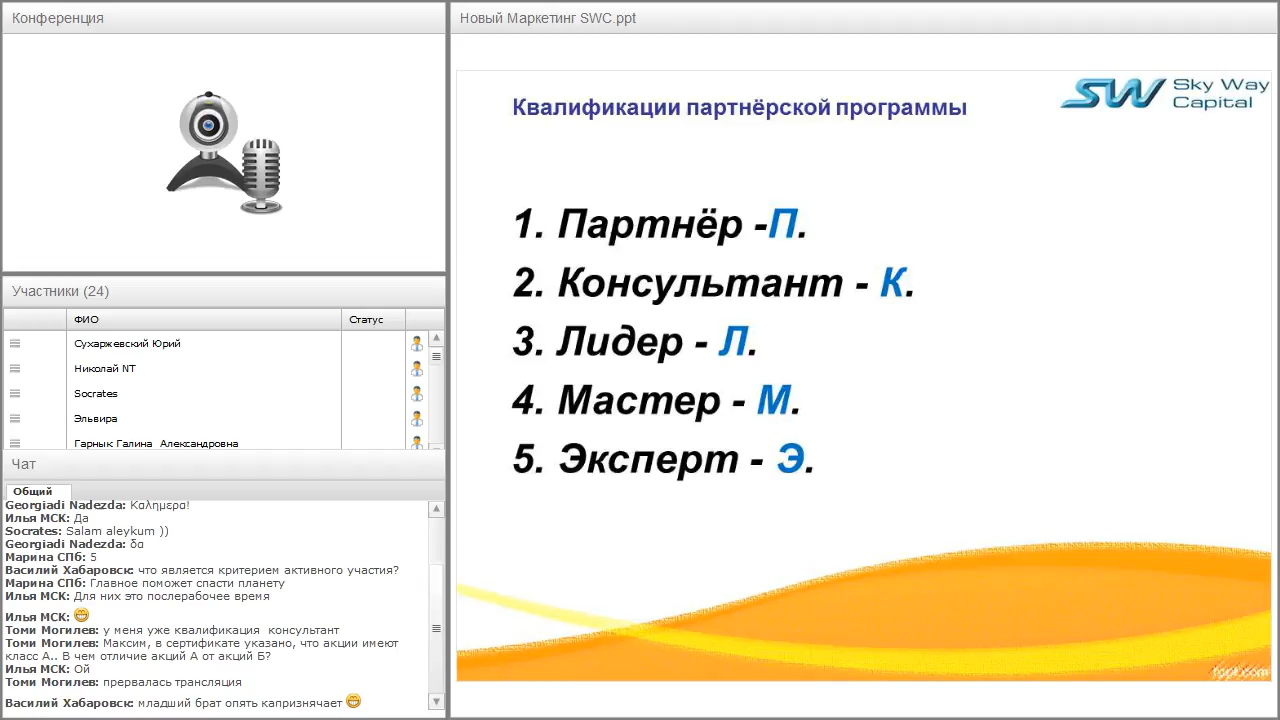 Конференция
Участники (24)
ФИО Статус
Сухаржевский Юрий
Николай NT
Socrates
Эльвира
Гарнык Галина Александровна
Чат
Общий
Georgiadi Nadezda: Καλημερα!
Илья МСК: Да
Socrates: Salam aleykum ))
Georgiadi Nadezda: δα
Марина СПб: 5
Василий Хабаровск: что является критерием активного участия?
Марина СПб: Главное поможет спасти планету
Илья МСК: Для них это послерабочее время
Илья МСК:
Томи Могилев: у меня уже квалификация консультант
Томи Могилев: Максим, в сертификате указано, что акции имеют
класс А.. В чем отличие акций А от акций Б?
Илья МСК: Ой
Томи Могилев: прервалась трансляция
Василий Хабаровск: младший брат опять капризнячает
Новый Маркетинг SWC.ppt
SW Sky Way
Capital
Квалификации партнёрской программы
1. Партнёр -П.
2. Консультант - К.
3. Лидер - Л.
4. Мастер - М.
5. Эксперт - Э.
fppt.com